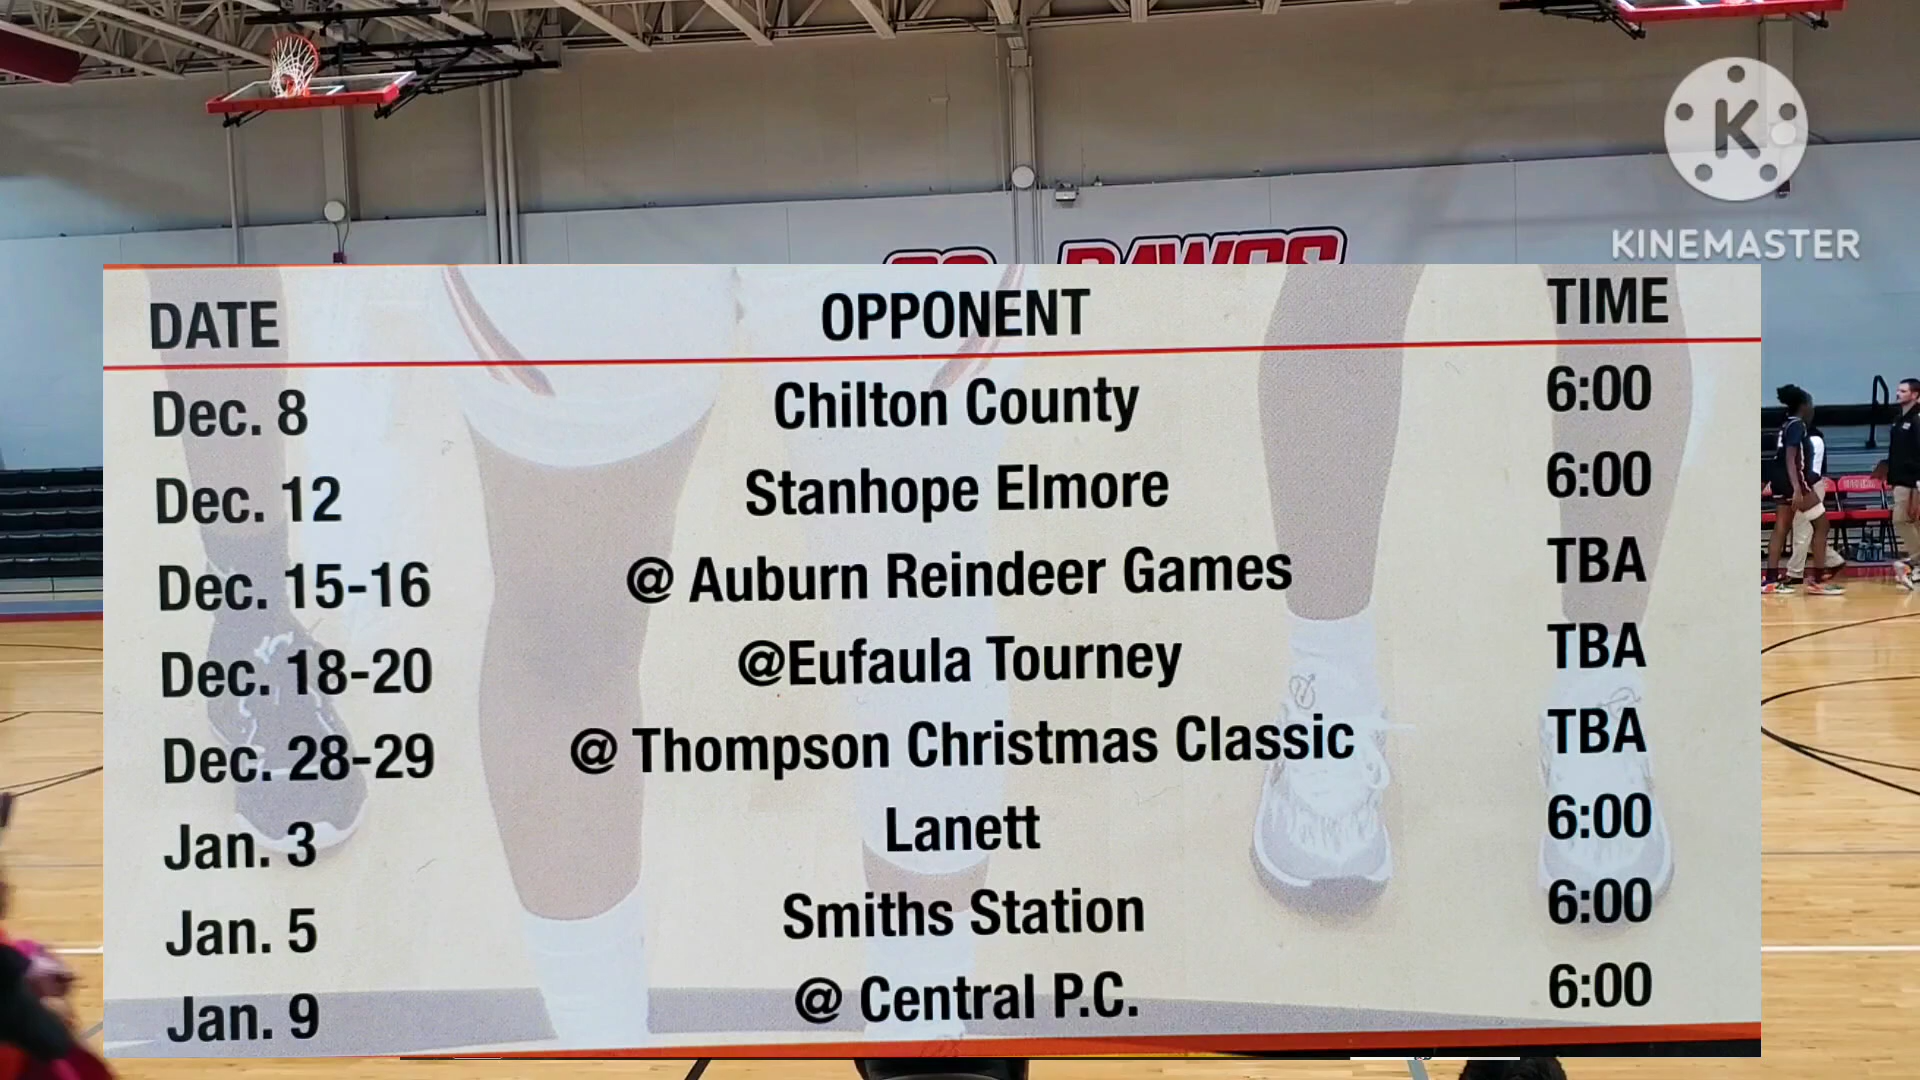 K
KINEMASTER
DATE OPPONENT TIME
Dec. 8 Chilton County 6:00
Dec. 12 Stanhope Elmore 6:00
Dec. 15-16 @ Auburn Reindeer Games TBA
Dec. 18-20 @Eufaula Tourney TBA
Dec. 28-29 @ Thompson Christmas Classic TBA
Jan. 3 Lanett 6:00
Jan. 5 Smiths Station 6:00
Jan. 9 @ Central P.C. 6:00